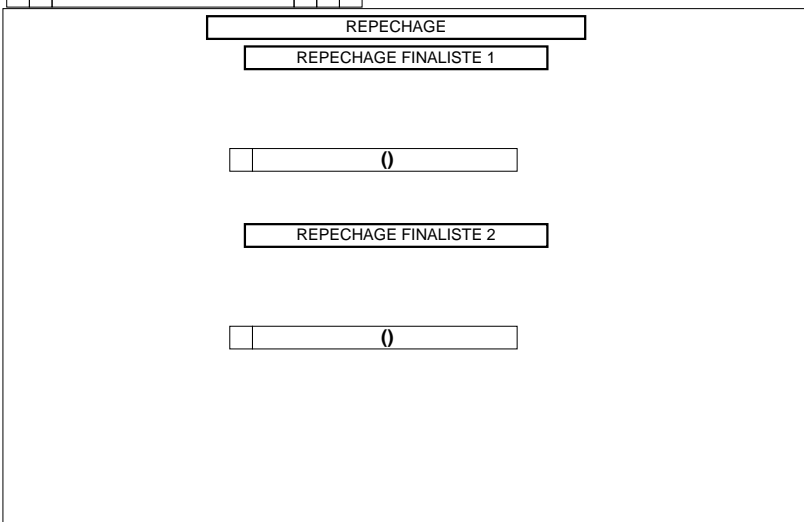 REPECHAGE
REPECHAGE FINALISTE 1
()
REPECHAGE FINALISTE 2
()